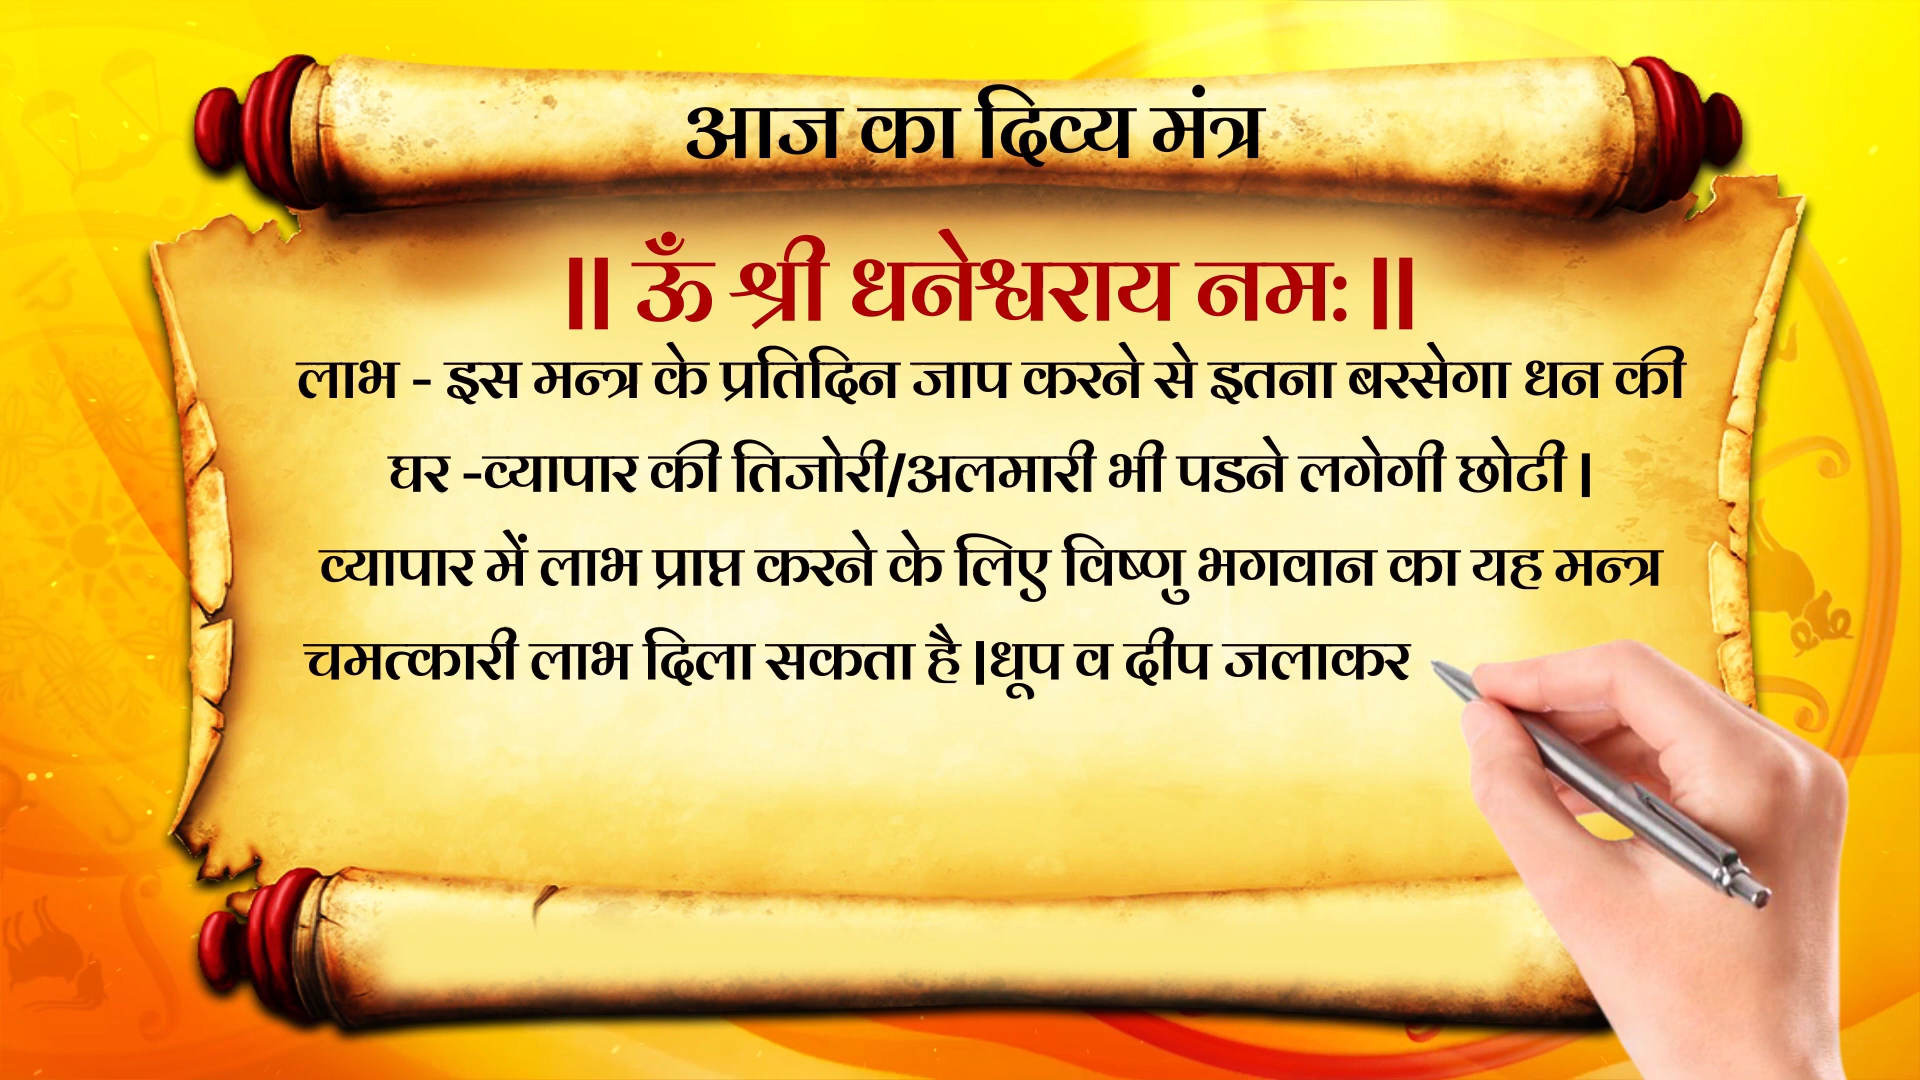 आज का दिव्य मंत्र
॥ ॐ श्री धनेश्वराय नम: ॥
लाभ - इस मन्त्र के प्रतिदिन जाप करने से इतना बरसेगा धन की
घर -व्यापार की तिजोरी/अलमारी भी पडने लगेगी छोटी |
व्यापार में लाभ प्राप्त करने के लिए विष्णु भगवान का यह मन्त्र
चमत्कारी लाभ दिला सकता है |धूप व दीप जलाकर